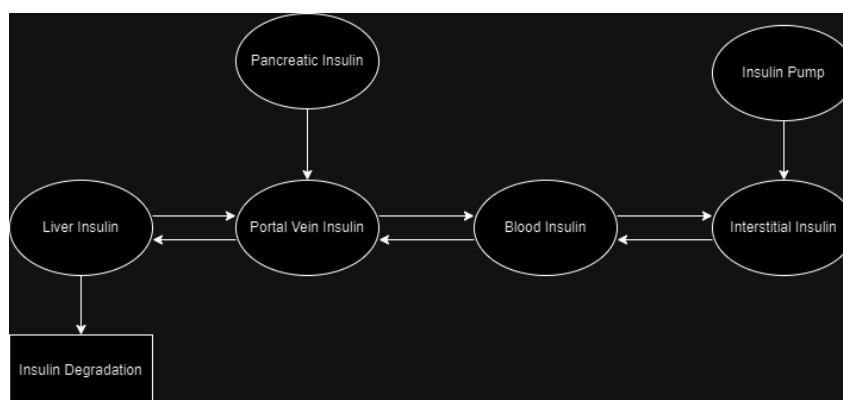 Pancreatic Insulin
Insulin Pump
Liver Insulin
Portal Vein Insulin
Blood Insulin
Interstitial Insulin
Insulin Degradation